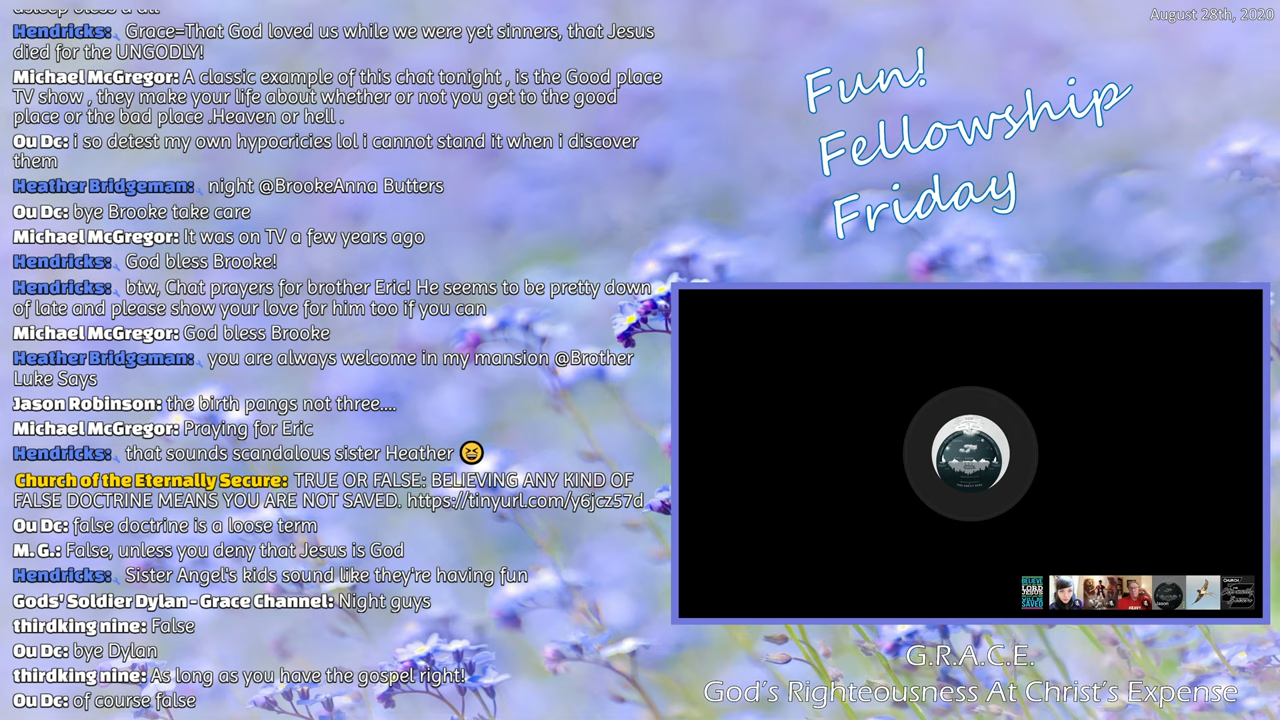 asleep bless u all
Hendricks: Grace=That God loved us while we were yet sinners, that Jesus
died for the UNGODLY!
Michael McGregor: A classic example of this chat tonight , is the Good place
TV show , they make your life about whether or not you get to the good
place or the bad place .Heaven or hell .
Ou Dc: i so detest my own hypocricies lol i cannot stand it when i discover
them
Heather Bridgeman: night @BrookeAnna Butters
Ou Dc: bye Brooke take care
Michael McGregor: It was on TV a few years ago
Hendricks: God bless Brooke!
Hendricks: btw, Chat prayers for brother Eric! He seems to be pretty down
of late and please show your love for him too if you can
Michael McGregor: God bless Brooke
Heather Bridgeman: you are always welcome in my mansion @Brother
Luke Says
Jason Robinson: the birth pangs not three....
Michael McGregor: Praying for Eric
Hendricks: that sounds scandalous sister Heather 😆
Church of the Eternally Secure: TRUE OR FALSE: BELIEVING ANY KIND OF
FALSE DOCTRINE MEANS YOU ARE NOT SAVED. https://tinyurl.com/y6jcz57d
Ou Dc: false doctrine is a loose term
M. G.: False, unless you deny that Jesus is God
Hendricks: Sister Angel's kids sound like they're having fun
Gods' Soldier Dylan - Grace Channel: Night guys
thirdking nine: False
Ou Dc: bye Dylan
thirdking nine: As long as you have the gospel right!
Ou Dc: of course false
August 28th, 2020
Fun!
Fellowship
Friday
BELIEVE
LORD
JESUS
SAVED
Jason
CHURCH
G.R.A.C.E.
God's Righteousness At Christ's Expense